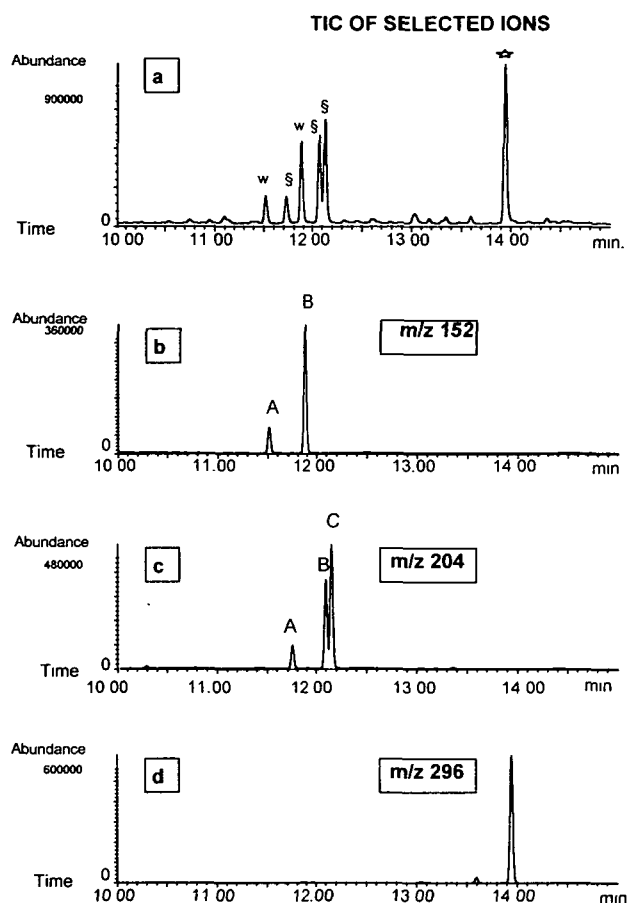 TIC OF SELECTED IONS
Abundance
a
900000
w § w § §
0
Time
10 00 11.00 12 00 13.00 14 00 min.
Abundance
360000
b
B
m/z 152
A
0
Time
10 00 11.00 12 00 13.00 14 00 min
Abundance
480000
c
C
B
m/z 204
A
0
Time
10 00 11.00 12 00 13 00 14 00 min
Abundance
600000
d
m/z 296
0
Time
10 00 11.00 12 00 13 00 14 00 min